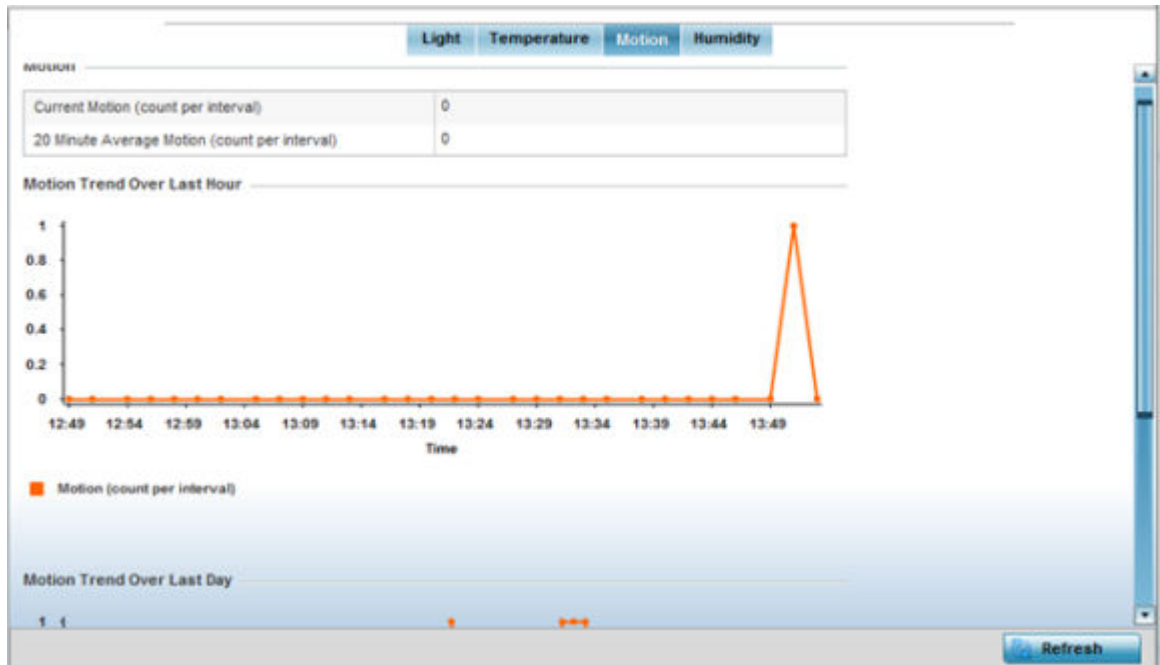 Light Temperature Motion Humidity
Motion
Current Motion (count per interval) 0
20 Minute Average Motion (count per interval) 0
Motion Trend Over Last Hour
1
0.8
0.6
0.4
0.2
0
12:49 12:54 12:59 13:04 13:09 13:14 13:19 13:24 13:29 13:34 13:39 13:44 13:49
Time
Motion (count per interval)
Motion Trend Over Last Day
1
Refresh